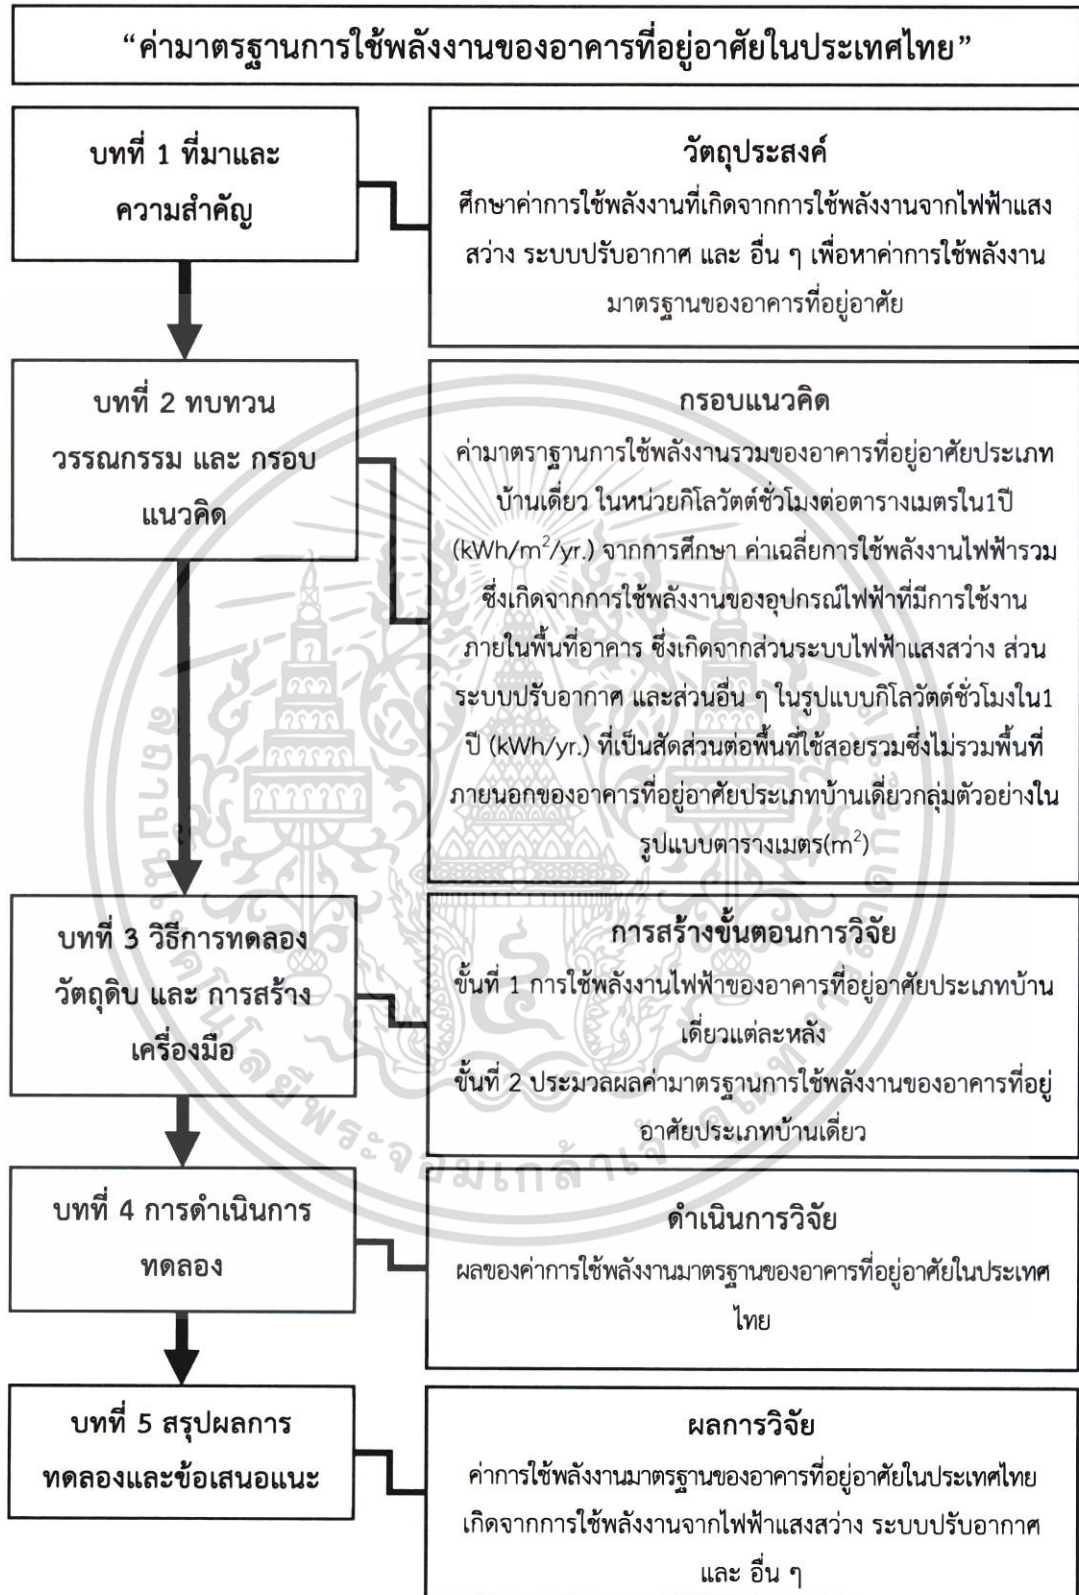 “ค่ามาตรฐานการใช้พลังงานของอาคารที่อยู่อาศัยในประเทศไทย”
บทที่ 1 ที่มาและ
ความสำคัญ
วัตถุประสงค์
ศึกษาค่าการใช้พลังงานที่เกิดจากการใช้พลังงานจากไฟฟ้าแสง
สว่าง ระบบปรับอากาศ และ อื่น ๆ เพื่อหาค่าการใช้พลังงาน
มาตรฐานของอาคารที่อยู่อาศัย
บทที่ 2 ทบทวน
วรรณกรรม และ กรอบ
แนวคิด
กรอบแนวคิด
ค่ามาตราฐานการใช้พลังงานรวมของอาคารที่อยู่อาศัยประเภท
บ้านเดี่ยว ในหน่วยกิโลวัตต์ชั่วโมงต่อตารางเมตรใน1ปี
(kWh/m²/yr.) จากการศึกษา ค่าเฉลี่ยการใช้พลังงานไฟฟ้ารวม
ซึ่งเกิดจากการใช้พลังงานของอุปกรณ์ไฟฟ้าที่มีการใช้งาน
ภายในพื้นที่อาคาร ซึ่งเกิดจากส่วนระบบไฟฟ้าแสงสว่าง ส่วน
ระบบปรับอากาศ และส่วนอื่น ๆ ในรูปแบบกิโลวัตต์ชั่วโมงใน1
ปี (kWh/yr.) ที่เป็นสัดส่วนต่อพื้นที่ใช้สอยรวมซึ่งไม่รวมพื้นที่
ภายนอกของอาคารที่อยู่อาศัยประเภทบ้านเดี่ยวกลุ่มตัวอย่างใน
รูปแบบตารางเมตร(m²)
บทที่ 3 วิธีการทดลอง
วัตถุดิบ และ การสร้าง
เครื่องมือ
การสร้างขั้นตอนการวิจัย
ขั้นที่ 1 การใช้พลังงานไฟฟ้าของอาคารที่อยู่อาศัยประเภทบ้าน
เดี่ยวแต่ละหลัง
ขั้นที่ 2 ประมวลผลค่ามาตรฐานการใช้พลังงานของอาคารที่อยู่
อาศัยประเภทบ้านเดี่ยว
บทที่ 4 การดำเนินการ
ทดลอง
ดำเนินการวิจัย
ผลของค่าการใช้พลังงานมาตรฐานของอาคารที่อยู่อาศัยในประเทศ
ไทย
บทที่ 5 สรุปผลการ
ทดลองและข้อเสนอแนะ
ผลการวิจัย
ค่าการใช้พลังงานมาตรฐานของอาคารที่อยู่อาศัยในประเทศไทย
เกิดจากการใช้พลังงานจากไฟฟ้าแสงสว่าง ระบบปรับอากาศ
และ อื่น ๆ
สถาบันเทคโนโลยีพระจอมเกล้าเจ้าคุณทหารลาดกระบัง